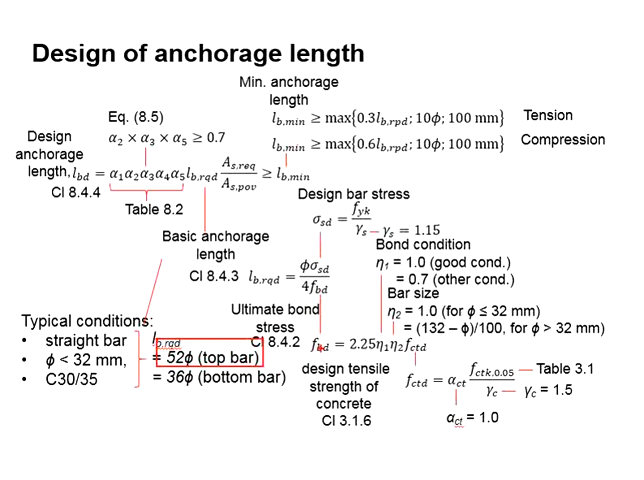 Design of anchorage length
Min. anchorage
length
Eq. (8.5)
α₂ × α₃ × α₅ ≥ 0.7
l_b,min ≥ max{0.3l_b,rpd; 10ϕ; 100 mm}
Tension
l_b,min ≥ max{0.6l_b,rpd; 10ϕ; 100 mm}
Compression
Design
anchorage
length, l_bd = α₁α₂α₃α₄α₅l_b,rqd A_s,req/A_s,pov ≥ l_b,min
Cl 8.4.4
Table 8.2
Design bar stress
σ_sd = f_yk/γ_s
γ_s = 1.15
Basic anchorage
length
Cl 8.4.3 l_b,rqd = ϕσ_sd/4f_bd
Bond condition
η₁ = 1.0 (good cond.)
= 0.7 (other cond.)
Bar size
η₂ = 1.0 (for ϕ ≤ 32 mm)
= (132 – ϕ)/100, for ϕ > 32 mm)
Ultimate bond
stress
Cl 8.4.2 f_bd = 2.25η₁η₂f_ctd
Typical conditions:
• straight bar
• ϕ < 32 mm,
• C30/35
l_b,rqd
= 52ϕ (top bar)
= 36ϕ (bottom bar)
design tensile
strength of
concrete
Cl 3.1.6
f_ctd = α_ct f_ctk,0.05/γ_c
Table 3.1
γ_c = 1.5
α_ct = 1.0